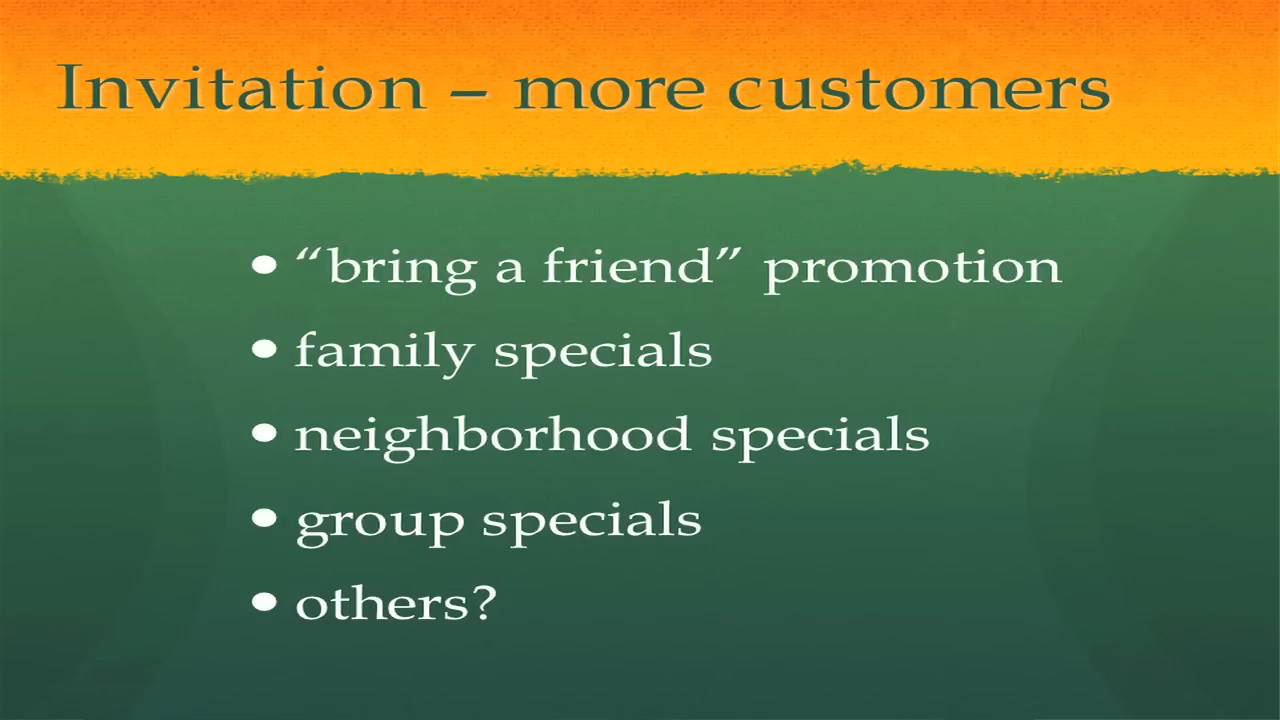 Invitation – more customers
• “bring a friend” promotion
• family specials
• neighborhood specials
• group specials
• others?